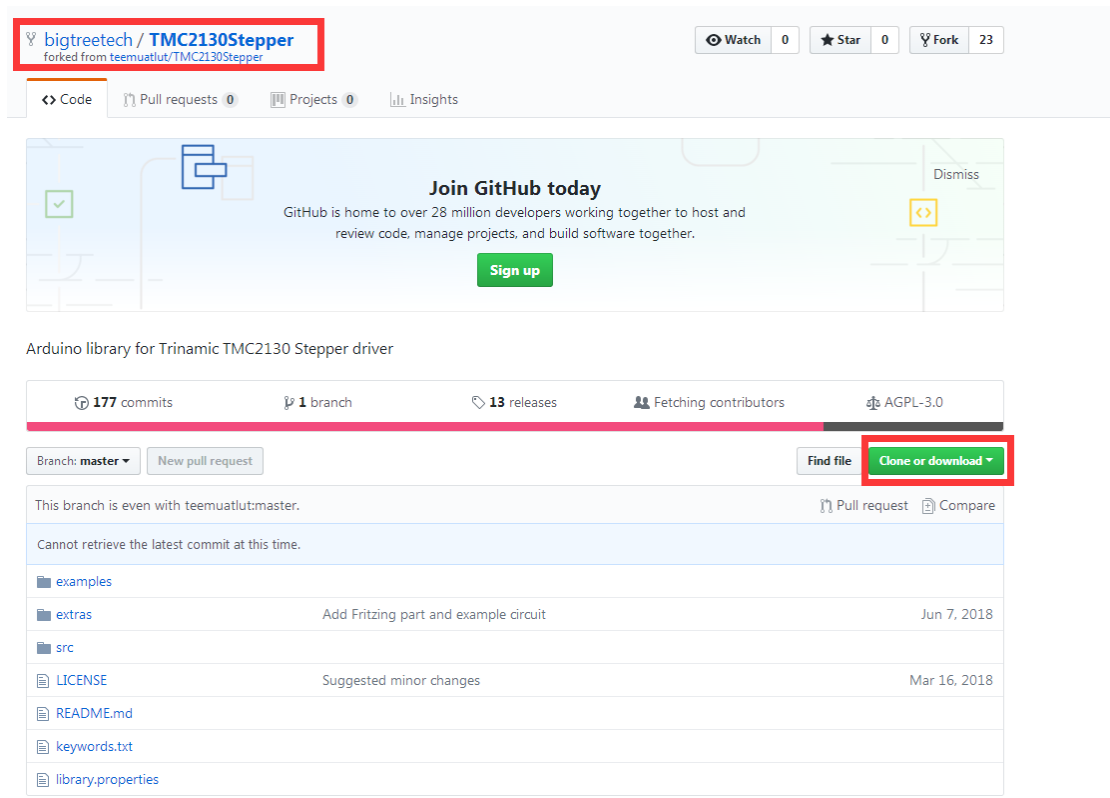 bigtreetech / TMC2130Stepper
forked from teemuatlut/TMC2130Stepper
Watch 0 Star 0 Fork 23
Code Pull requests 0 Projects 0 Insights
Join GitHub today
Dismiss
GitHub is home to over 28 million developers working together to host and
review code, manage projects, and build software together.
Sign up
Arduino library for Trinamic TMC2130 Stepper driver
177 commits 1 branch 13 releases Fetching contributors AGPL-3.0
Branch: master New pull request Find file Clone or download
This branch is even with teemuatlut:master. Pull request Compare
Cannot retrieve the latest commit at this time.
examples
extras Add Fritzing part and example circuit Jun 7, 2018
src
LICENSE Suggested minor changes Mar 16, 2018
README.md
keywords.txt
library.properties